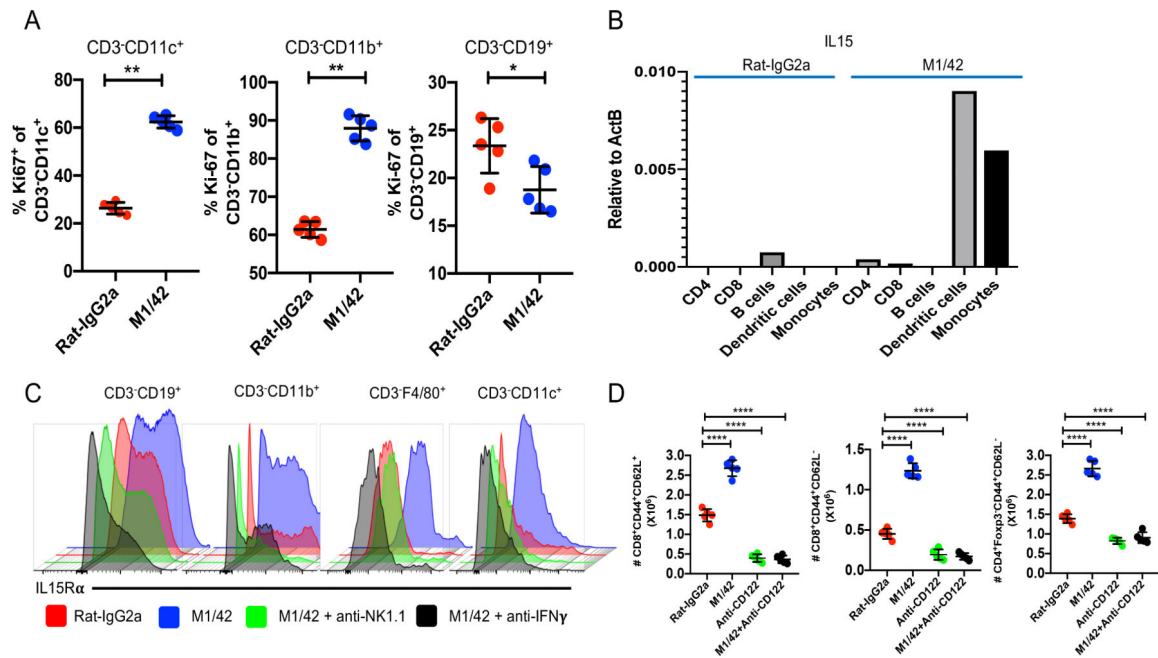 A
CD3⁻CD11c⁺
**
% Ki67⁺ of
CD3⁻CD11c⁺
80
60
40
20
0
Rat-IgG2a
M1/42
CD3⁻CD11b⁺
**
% Ki-67 of
CD3⁻CD11b⁺
100
90
80
70
60
50
Rat-IgG2a
M1/42
CD3⁻CD19⁺
*
% Ki-67 of
CD3⁻CD19⁺
30
25
20
15
10
Rat-IgG2a
M1/42
B
IL15
Rat-IgG2a
M1/42
Relative to ActB
0.010
0.005
0.000
CD4
CD8
B cells
Dendritic cells
Monocytes
CD4
CD8
B cells
Dendritic cells
Monocytes
C
CD3⁻CD19⁺
CD3⁻CD11b⁺
CD3⁻F4/80⁺
CD3⁻CD11c⁺
IL15Rα
Rat-IgG2a
M1/42
M1/42 + anti-NK1.1
M1/42 + anti-IFNγ
D
****
****
****
# CD8⁺CD44⁺CD62L⁺
(X10⁶)
3.0
2.5
2.0
1.5
1.0
0.5
0.0
Rat-IgG2a
M1/42
Anti-CD122
M1/42+Anti-CD122
****
****
****
# CD8⁺CD44⁺CD62L⁻
(X10⁶)
1.5
1.0
0.5
0.0
Rat-IgG2a
M1/42
Anti-CD122
M1/42+Anti-CD122
****
****
****
# CD4⁺Foxp3⁻CD44⁺CD62L⁻
(X10⁶)
3.0
2.5
2.0
1.5
1.0
0.5
0.0
Rat-IgG2a
M1/42
Anti-CD122
M1/42+Anti-CD122